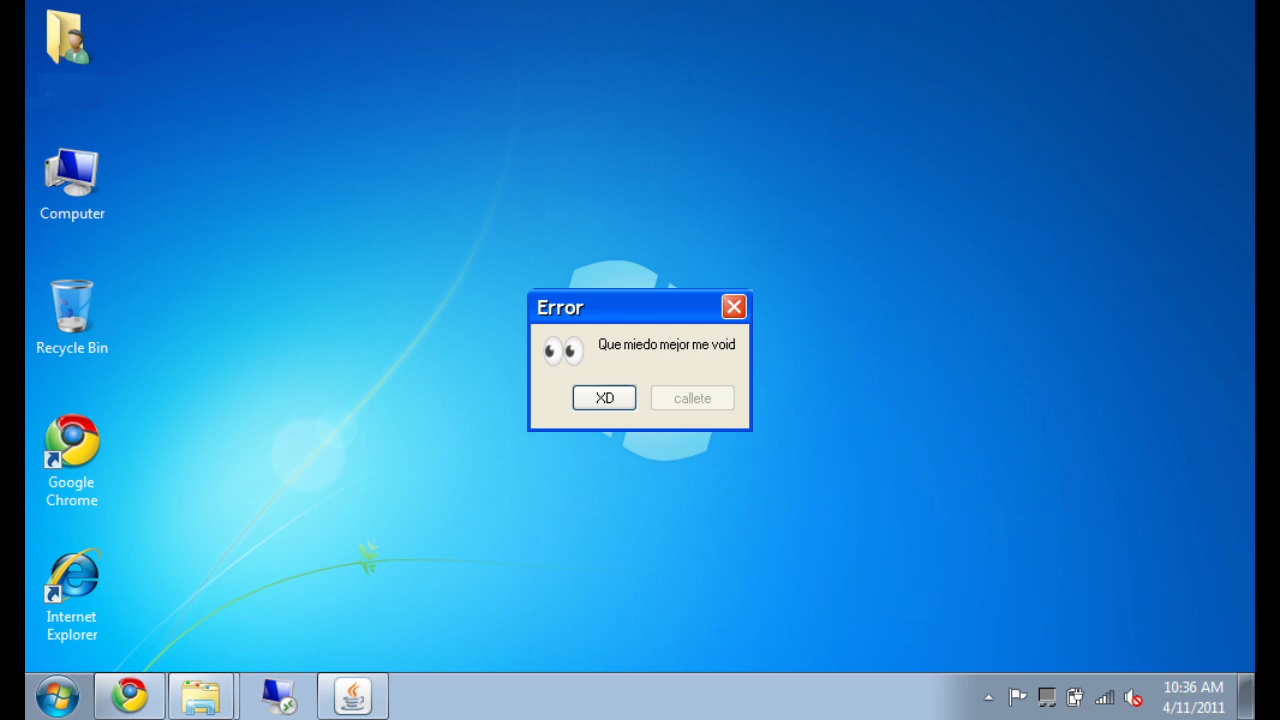 Computer
Recycle Bin
Google
Chrome
Internet
Explorer
Error
Que miedo mejor me void
XD
callete
10:36 AM
4/11/2011